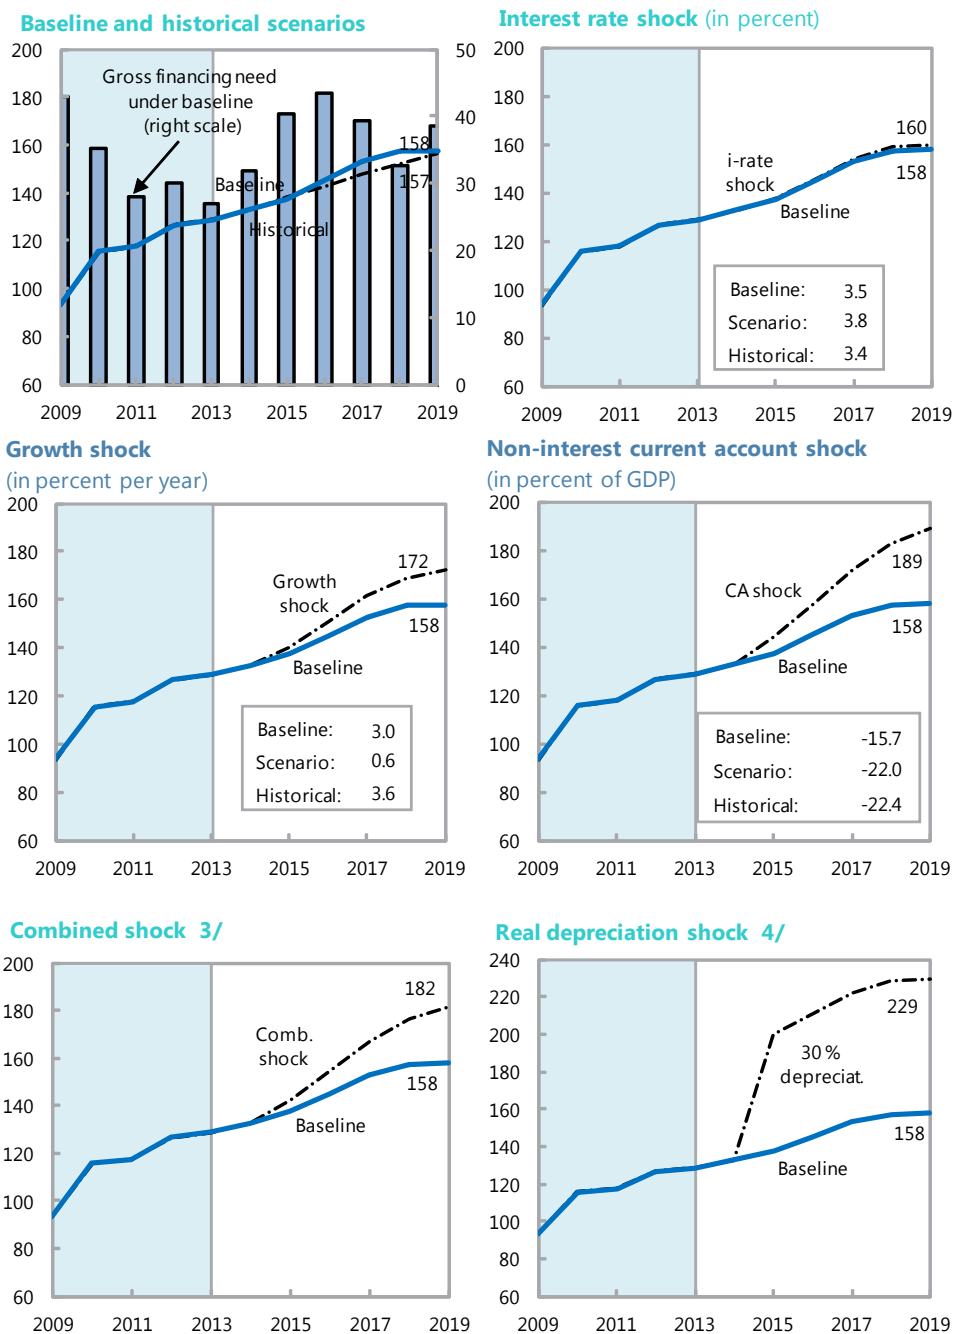 Baseline and historical scenarios
200
180
160
140
120
100
80
60
50
40
30
20
10
0
Gross financing need
under baseline
(right scale)
158
Baseline
157
Historical
2009 2011 2013 2015 2017 2019
Interest rate shock (in percent)
200
180
160
140
120
100
80
60
160
i-rate
shock
158
Baseline
Baseline: 3.5
Scenario: 3.8
Historical: 3.4
2009 2011 2013 2015 2017 2019
Growth shock
(in percent per year)
200
180
160
140
120
100
80
60
172
Growth
shock
158
Baseline
Baseline: 3.0
Scenario: 0.6
Historical: 3.6
2009 2011 2013 2015 2017 2019
Non-interest current account shock
(in percent of GDP)
200
180
160
140
120
100
80
60
189
CA shock
158
Baseline
Baseline: -15.7
Scenario: -22.0
Historical: -22.4
2009 2011 2013 2015 2017 2019
Combined shock 3/
200
180
160
140
120
100
80
60
182
Comb.
shock
158
Baseline
2009 2011 2013 2015 2017 2019
Real depreciation shock 4/
240
220
200
180
160
140
120
100
80
60
229
30 %
depreciat.
158
Baseline
2009 2011 2013 2015 2017 2019